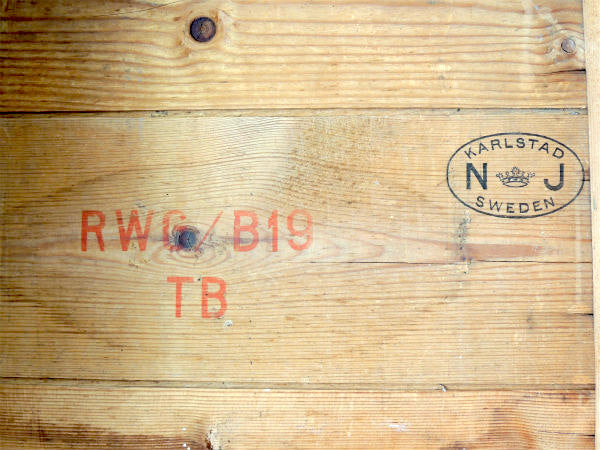 KARLSTAD
N J
SWEDEN
RWG/B19
TB